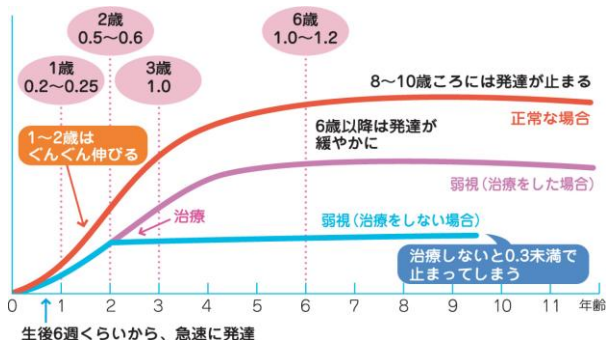 2歳
0.5〜0.6
6歳
1.0〜1.2
1歳
0.2〜0.25
3歳
1.0
8〜10歳ころには発達が止まる
正常な場合
1〜2歳は
ぐんぐん伸びる
6歳以降は発達が
緩やかに
弱視(治療をした場合)
治療
弱視(治療をしない場合)
治療しないと0.3末満で
止まってしまう
0 1 2 3 4 5 6 7 8 9 10 11 年齢
生後6週くらいから、急速に発達